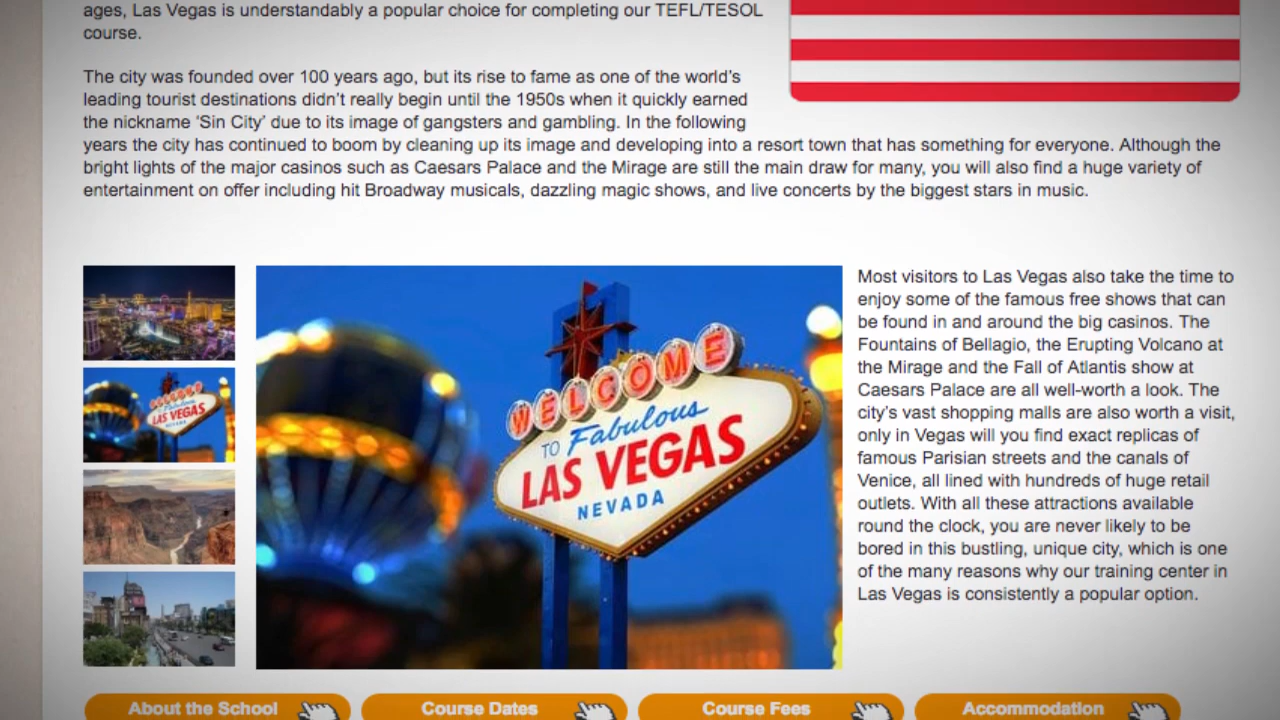 ages, Las Vegas is understandably a popular choice for completing our TEFL/TESOL
course.
The city was founded over 100 years ago, but its rise to fame as one of the world's
leading tourist destinations didn't really begin until the 1950s when it quickly earned
the nickname 'Sin City' due to its image of gangsters and gambling. In the following
years the city has continued to boom by cleaning up its image and developing into a resort town that has something for everyone. Although the
bright lights of the major casinos such as Caesars Palace and the Mirage are still the main draw for many, you will also find a huge variety of
entertainment on offer including hit Broadway musicals, dazzling magic shows, and live concerts by the biggest stars in music.
WELCOME
TO Fabulous
LAS VEGAS
NEVADA
WELCOME
TO Fabulous
LAS VEGAS
NEVADA
Most visitors to Las Vegas also take the time to
enjoy some of the famous free shows that can
be found in and around the big casinos. The
Fountains of Bellagio, the Erupting Volcano at
the Mirage and the Fall of Atlantis show at
Caesars Palace are all well-worth a look. The
city's vast shopping malls are also worth a visit,
only in Vegas will you find exact replicas of
famous Parisian streets and the canals of
Venice, all lined with hundreds of huge retail
outlets. With all these attractions available
round the clock, you are never likely to be
bored in this bustling, unique city, which is one
of the many reasons why our training center in
Las Vegas is consistently a popular option.
About the School
Course Dates
Course Fees
Accommodation